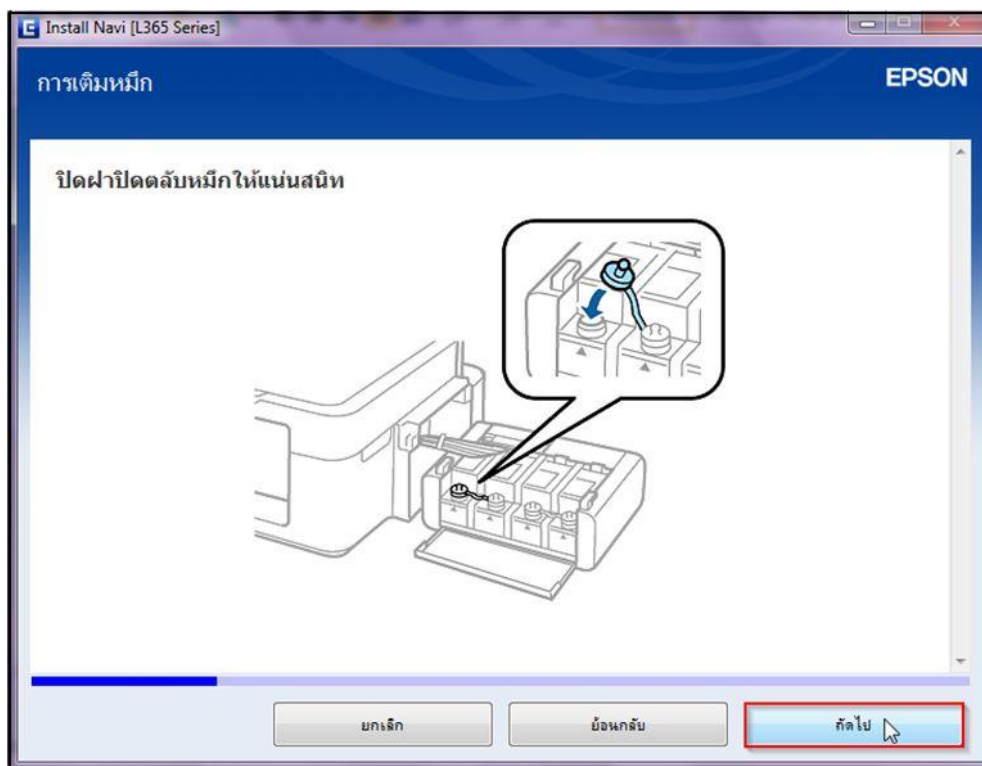 Install Navi [L365 Series]
การเติมหมึก
EPSON
ปิดฝาปิดตลับหมึกให้แน่นสนิท
ยกเลิก
ย้อนกลับ
ถัดไป